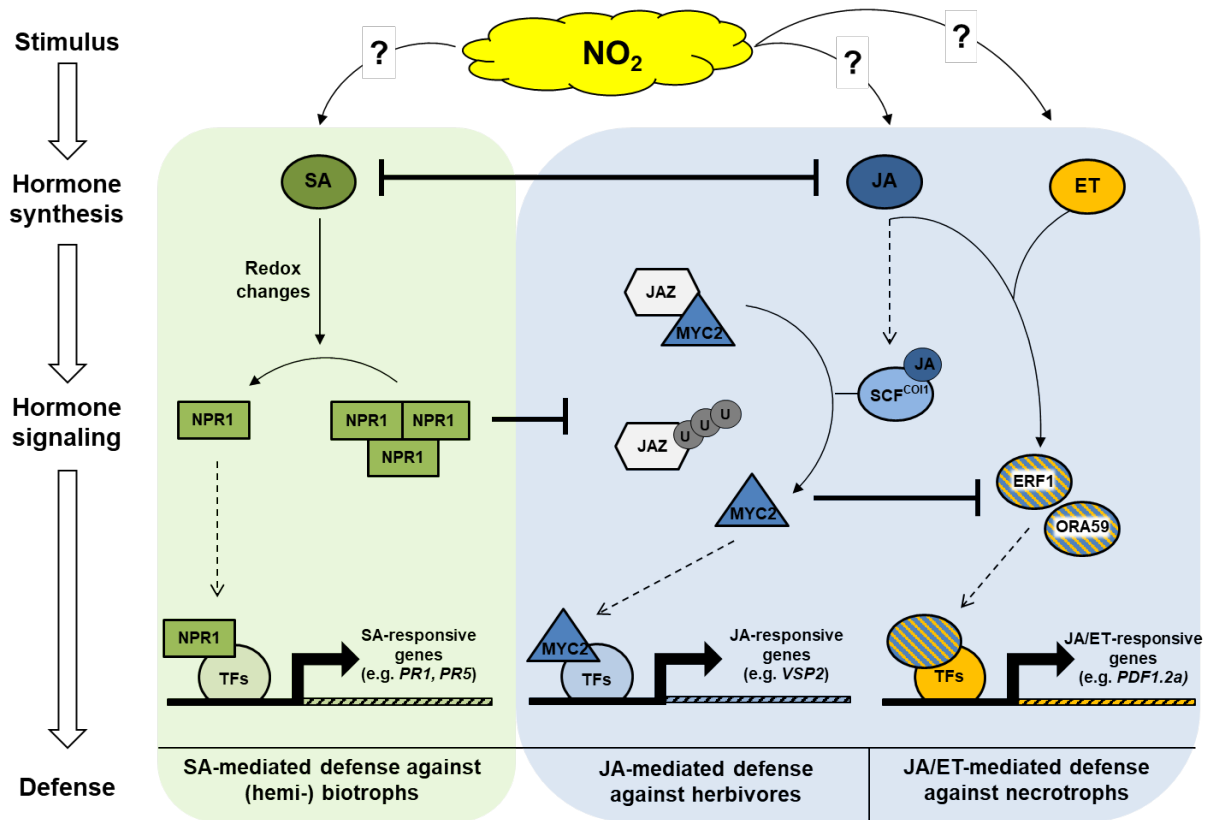 Stimulus
?
NO2
?
?
Hormone
synthesis
SA
JA
ET
Redox
changes
JAZ
MYC2
JA
SCF^COI1
Hormone
signaling
NPR1
NPR1
NPR1
NPR1
JAZ
U
U
U
MYC2
ERF1
ORA59
NPR1
TFs
SA-responsive
genes
(e.g. PR1, PR5)
MYC2
TFs
JA-responsive
genes
(e.g. VSP2)
TFs
JA/ET-responsive
genes
(e.g. PDF1.2a)
Defense
SA-mediated defense against
(hemi-) biotrophs
JA-mediated defense
against herbivores
JA/ET-mediated defense
against necrotrophs